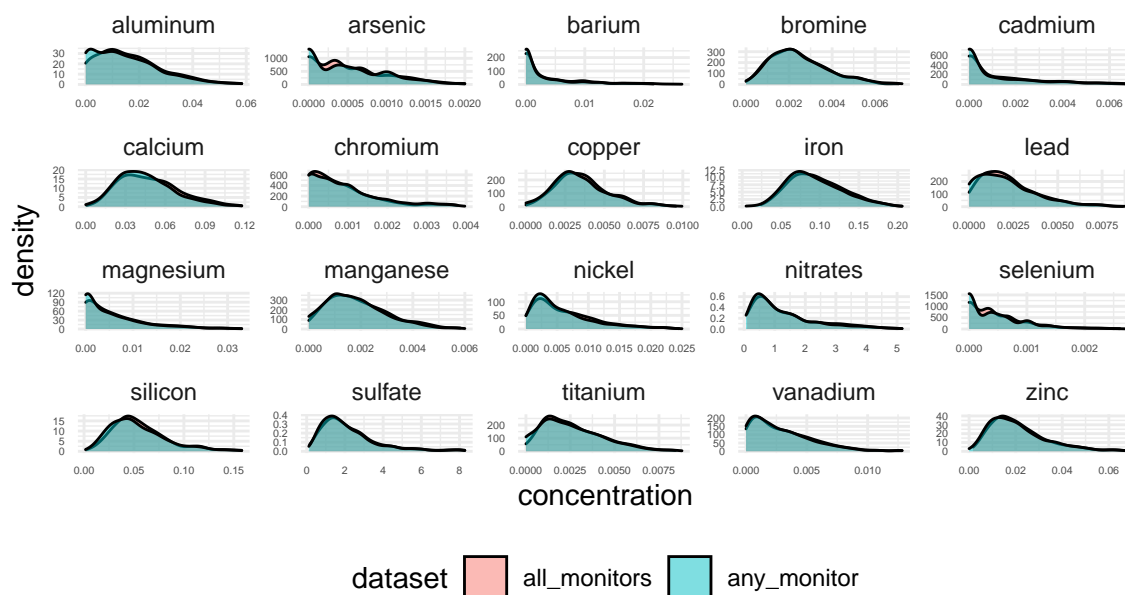 aluminum arsenic barium bromine cadmium
30 20 10 0 1000 500 0 200 100 0 300 200 100 0 600 400 200 0
0.00 0.02 0.04 0.06 0.0000 0.0005 0.0010 0.0020 0.00 0.01 0.02 0.000 0.002 0.004 0.006 0.000 0.002 0.004 0.006
calcium chromium copper iron lead
20 15 10 5 0 600 400 200 0 200 100 0 12.5 10.0 7.5 5.0 2.5 0.0 200 100 0
0.00 0.03 0.06 0.09 0.12 0.000 0.001 0.002 0.003 0.004 0.0000 0.0025 0.0050 0.0075 0.0100 0.00 0.05 0.10 0.15 0.20 0.0000 0.0050 0.0075
density
magnesium manganese nickel nitrates selenium
120 90 60 30 0 300 200 100 0 100 50 0 0.6 0.4 0.2 0.0 1500 1000 500 0
0.00 0.01 0.02 0.03 0.000 0.002 0.004 0.006 0.000 0.005 0.010 0.015 0.020 0.025 0 1 2 3 4 5 0.000 0.001 0.002
silicon sulfate titanium vanadium zinc
15 10 5 0 0.4 0.3 0.2 0.1 0.0 200 100 0 200 150 100 50 0 40 30 20 10 0
0.00 0.05 0.10 0.15 0 2 4 6 8 0.0000 0.0025 0.0050 0.0075 0.000 0.005 0.010 0.00 0.02 0.04 0.06
concentration
dataset all_monitors any_monitor